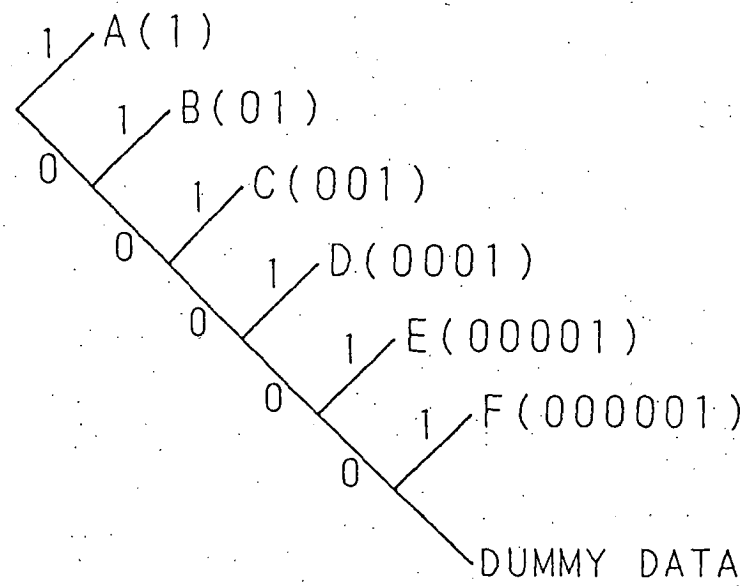 1 A(1)
1 B(01)
0
1 C(001)
0
1 D(0001)
0
1 E(00001)
0
1 F(000001)
0
DUMMY DATA